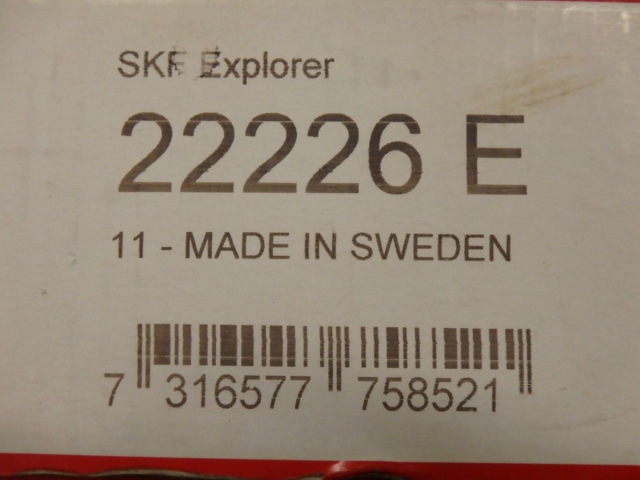 SKF Explorer
22226 E
11 - MADE IN SWEDEN
7 316577 758521